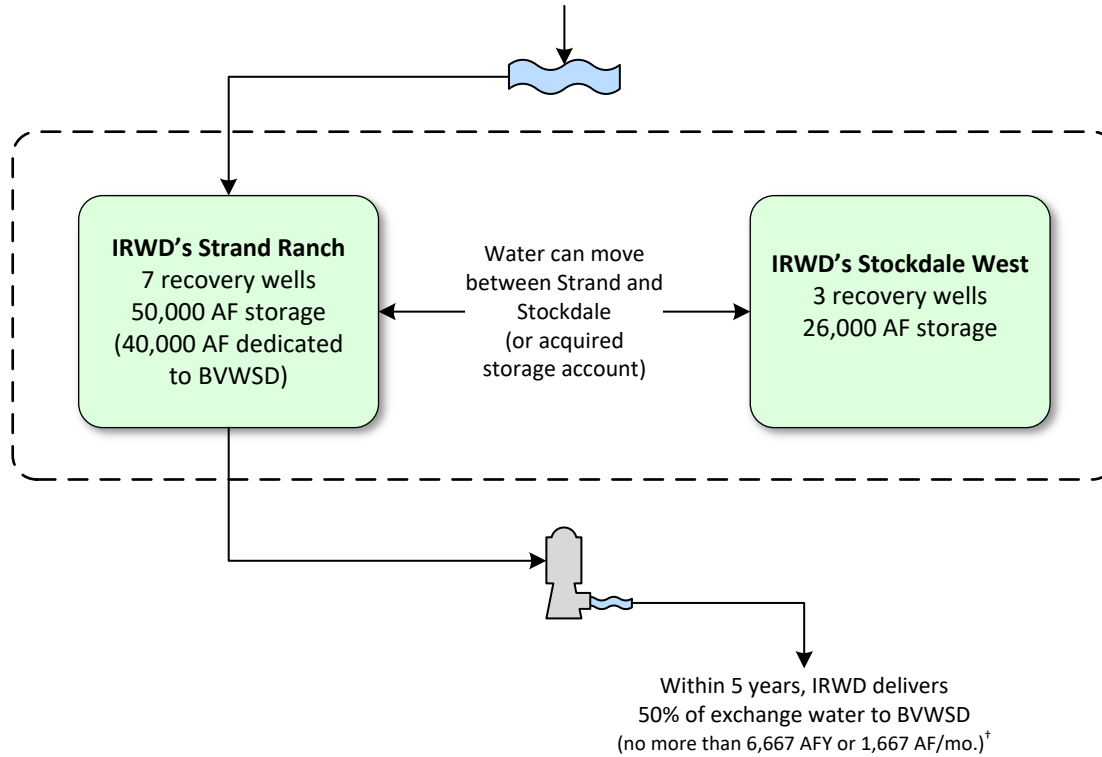 IRWD’s Strand Ranch
7 recovery wells
50,000 AF storage
(40,000 AF dedicated
to BVWSD)
Water can move
between Strand and
Stockdale
(or acquired
storage account)
IRWD’s Stockdale West
3 recovery wells
26,000 AF storage
Within 5 years, IRWD delivers
50% of exchange water to BVWSD
(no more than 6,667 AFY or 1,667 AF/mo.)†